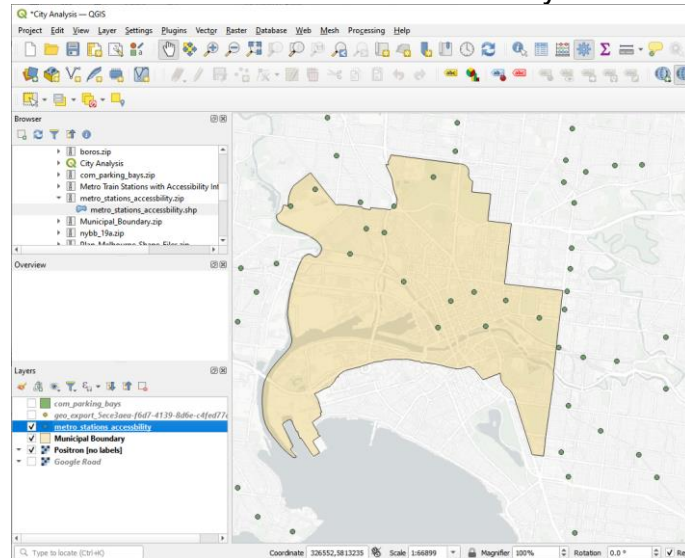 *City Analysis — QGIS
Project Edit View Layer Settings Plugins Vector Raster Database Web Mesh Processing Help
Browser
boros.zip
City Analysis
com_parking_bays.zip
Metro Train Stations with Accessibility Inf
metro_stations_accessbility.zip
metro_stations_accessbility.shp
Municipal_Boundary.zip
nybb_19a.zip
Overview
Layers
com_parking_bays
metro_stations_accessbility
Municipal Boundary
Positron [no labels]
Google Road
Type to locate (Ctrl+K)
Coordinate 326552,5813235 Scale 1:66899 Magnifier 100% Rotation 0.0 °